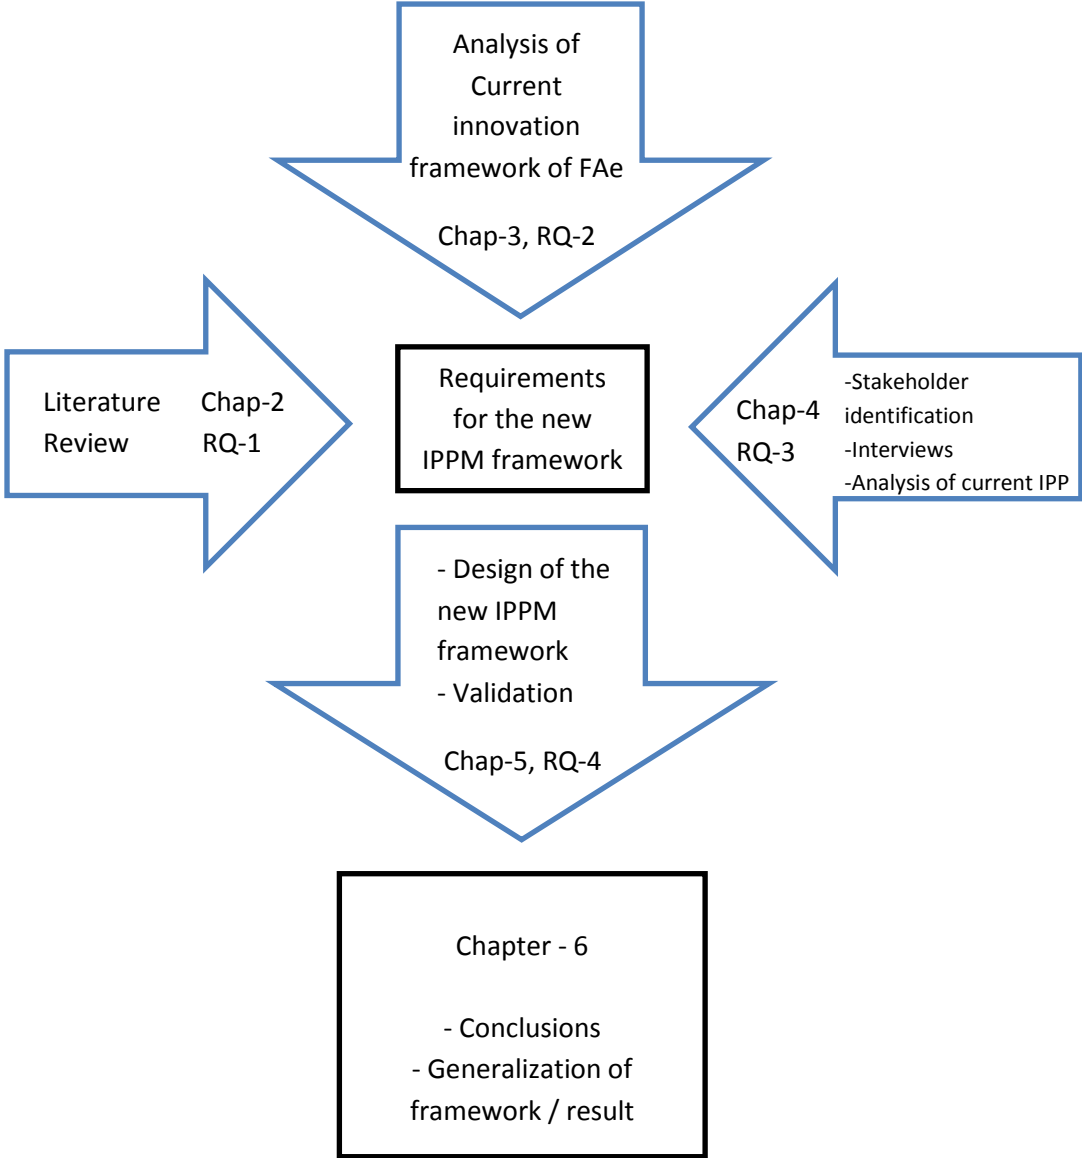 Analysis of
Current
innovation
framework of FAe
Chap-3, RQ-2
Literature
Review
Chap-2
RQ-1
Requirements
for the new
IPPM framework
Chap-4
RQ-3
-Stakeholder
identification
-Interviews
-Analysis of current IPP
- Design of the
new IPPM
framework
- Validation
Chap-5, RQ-4
Chapter - 6
- Conclusions
- Generalization of
framework / result